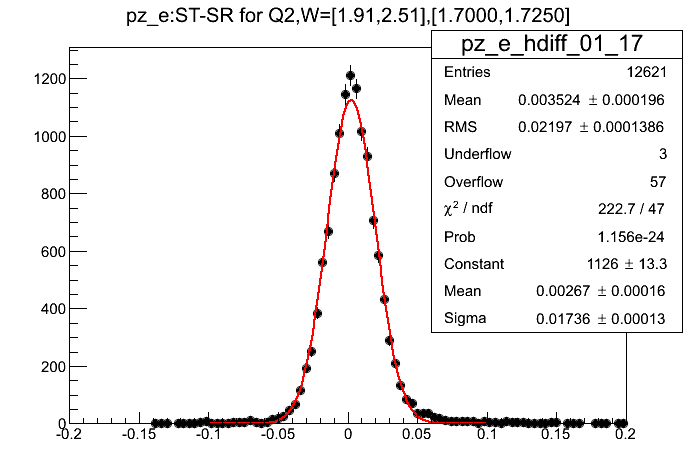 pz_e:ST-SR for Q2,W=[1.91,2.51],[1.7000,1.7250]
pz_e_hdiff_01_17
Entries 12621
Mean 0.003524 ± 0.000196
RMS 0.02197 ± 0.0001386
Underflow 3
Overflow 57
χ² / ndf 222.7 / 47
Prob 1.156e-24
Constant 1126 ± 13.3
Mean 0.00267 ± 0.00016
Sigma 0.01736 ± 0.00013
1200
1000
800
600
400
200
0
-0.2 -0.15 -0.1 -0.05 0 0.05 0.1 0.15 0.2